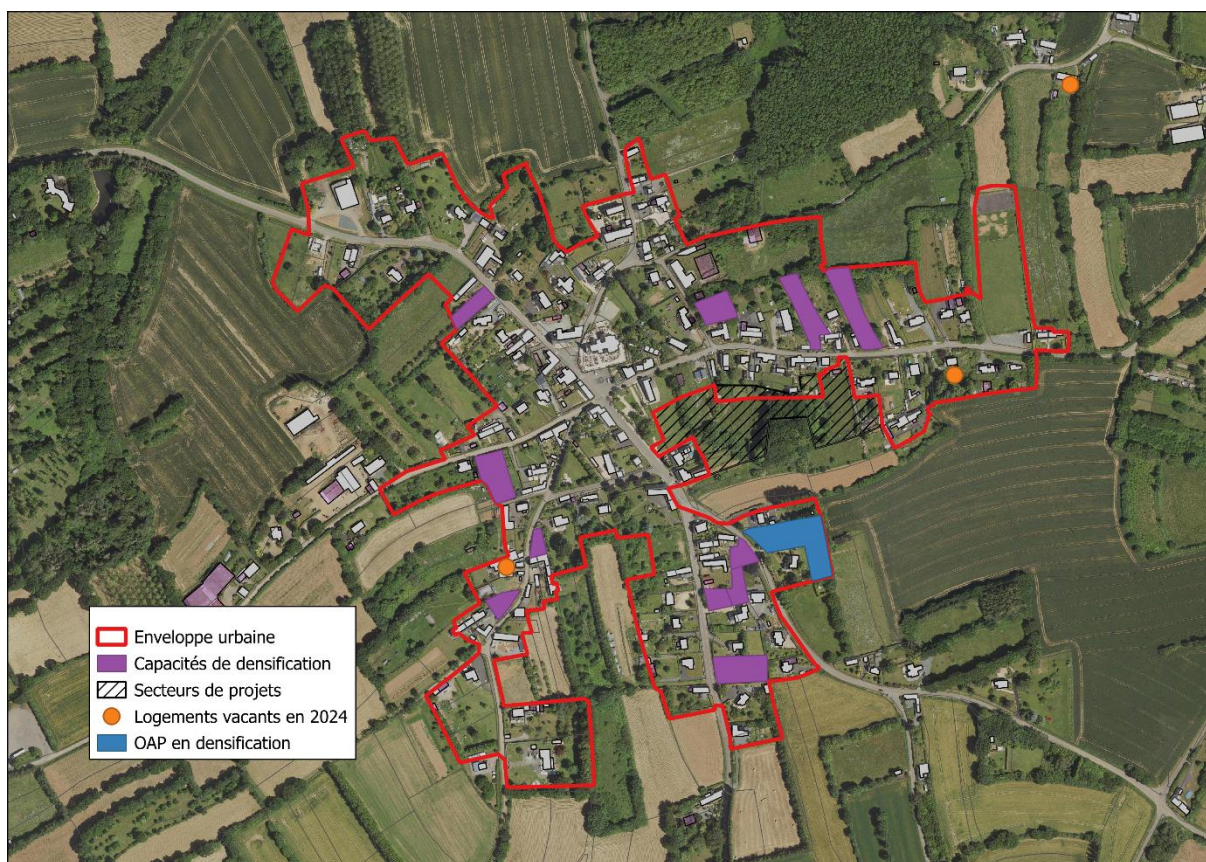 Enveloppe urbaine
Capacités de densification
Secteurs de projets
Logements vacants en 2024
OAP en densification